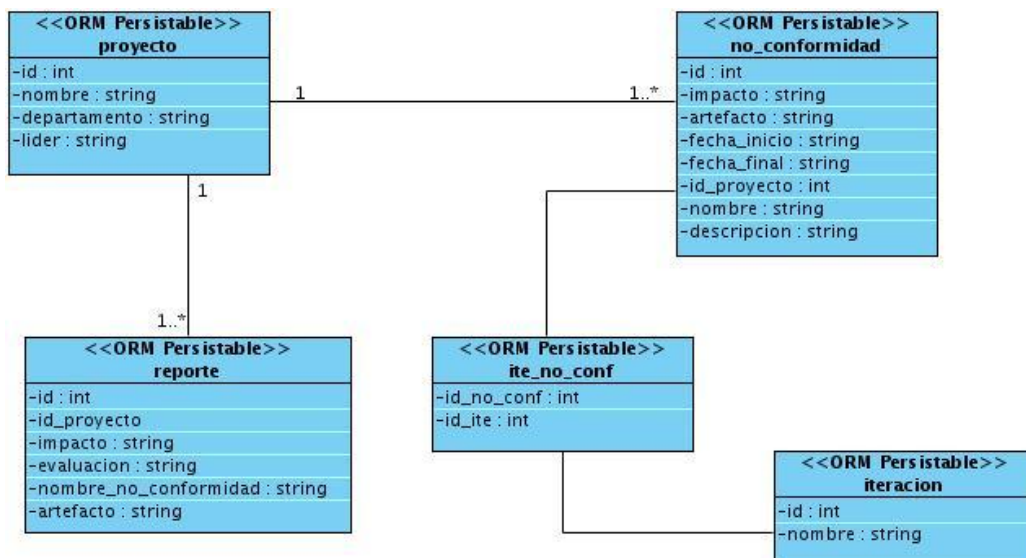 <<ORM Persistable>>
proyecto
-id : int
-nombre : string
-departamento : string
-lider : string
1
1..*
<<ORM Persistable>>
no_conformidad
-id : int
-impacto : string
-artefacto : string
-fecha_inicio : string
-fecha_final : string
-id_proyecto : int
-nombre : string
-descripcion : string
1
1..*
<<ORM Persistable>>
reporte
-id : int
-id_proyecto
-impacto : string
-evaluacion : string
-nombre_no_conformidad : string
-artefacto : string
<<ORM Persistable>>
ite_no_conf
-id_no_conf : int
-id_ite : int
<<ORM Persistable>>
iteracion
-id : int
-nombre : string